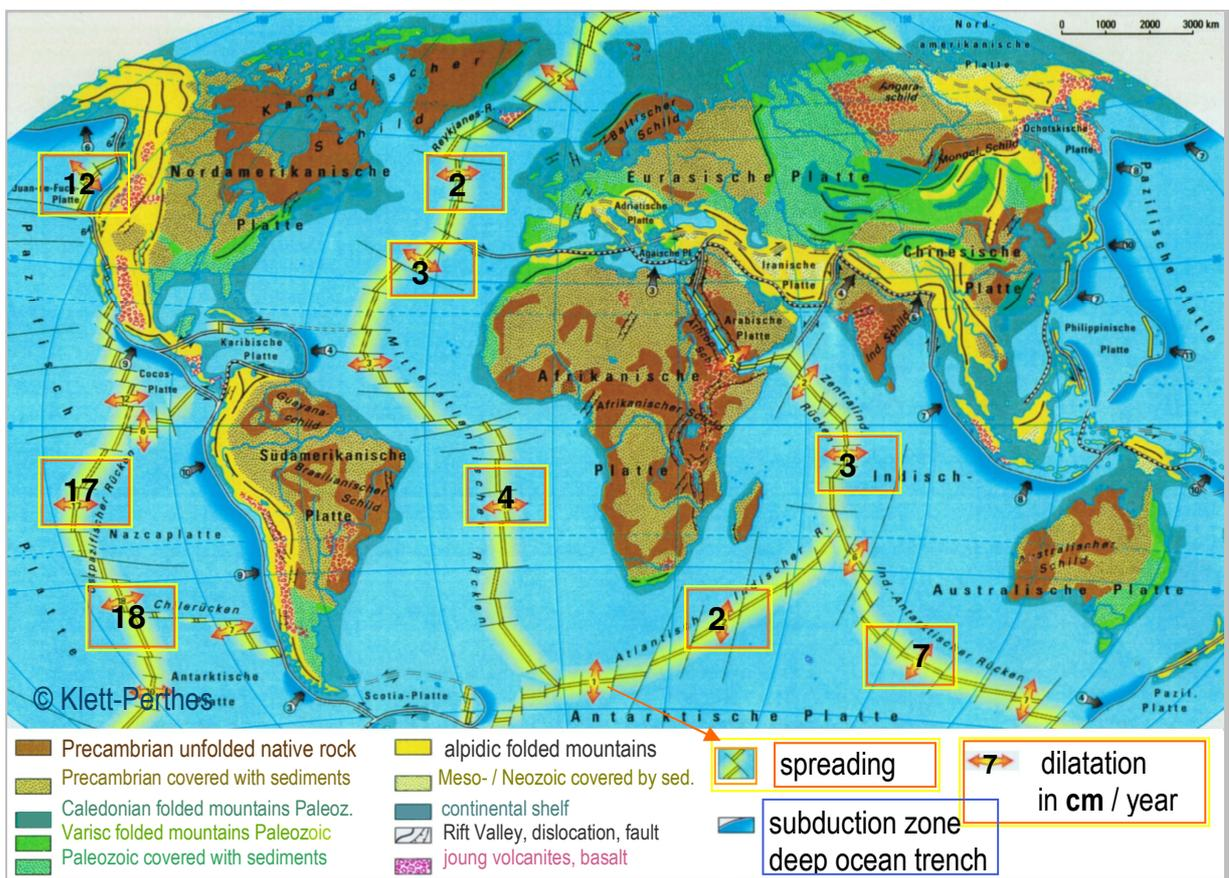 Nord-
amerikanische
Platte
0 1000 2000 3000 km
Kanadischer
Schild
Reykjanes-R.
Baltischer
Schild
Angara-
schild
Mongol. Schild
Ochotskische
Platte
12
Juan-de-Fuca
Platte
Nordamerikanische
Platte
2
3
Eurasische Platte
Adriatische
Platte
Ägäische Pl.
Iranische
Platte
Chinesische
Platte
Pazifische Platte
Philippinische
Platte
Arabische
Platte
Ind. Schild
Karibische
Platte
Cocos-
Platte
Mittelatlantischer
Rücken
Afrikanische
Afrikanischer Schild
Platte
Zentralind.
Rücken
Guayana-
schild
Südamerikanische
Brasilianischer
Schild
Platte
17
Ostpazifischer Rücken
Nazcaplatte
4
3
Indisch-
Australische Platte
Australischer
Schild
18
Chilerücken
2
Atlantisch-Indischer R.
Ind.-Antarktischer Rücken
7
Antarktische
Platte
Scotia-Platte
Antarktische Platte
Pazif.
Platte
Pazifische
Platte
© Klett-Perthes
Precambrian unfolded native rock
Precambrian covered with sediments
Caledonian folded mountains Paleoz.
Varisc folded mountains Paleozoic
Paleozoic covered with sediments
alpidic folded mountains
Meso- / Neozoic covered by sed.
continental shelf
Rift Valley, dislocation, fault
joung volcanites, basalt
spreading
subduction zone
deep ocean trench
7 dilatation
in cm / year